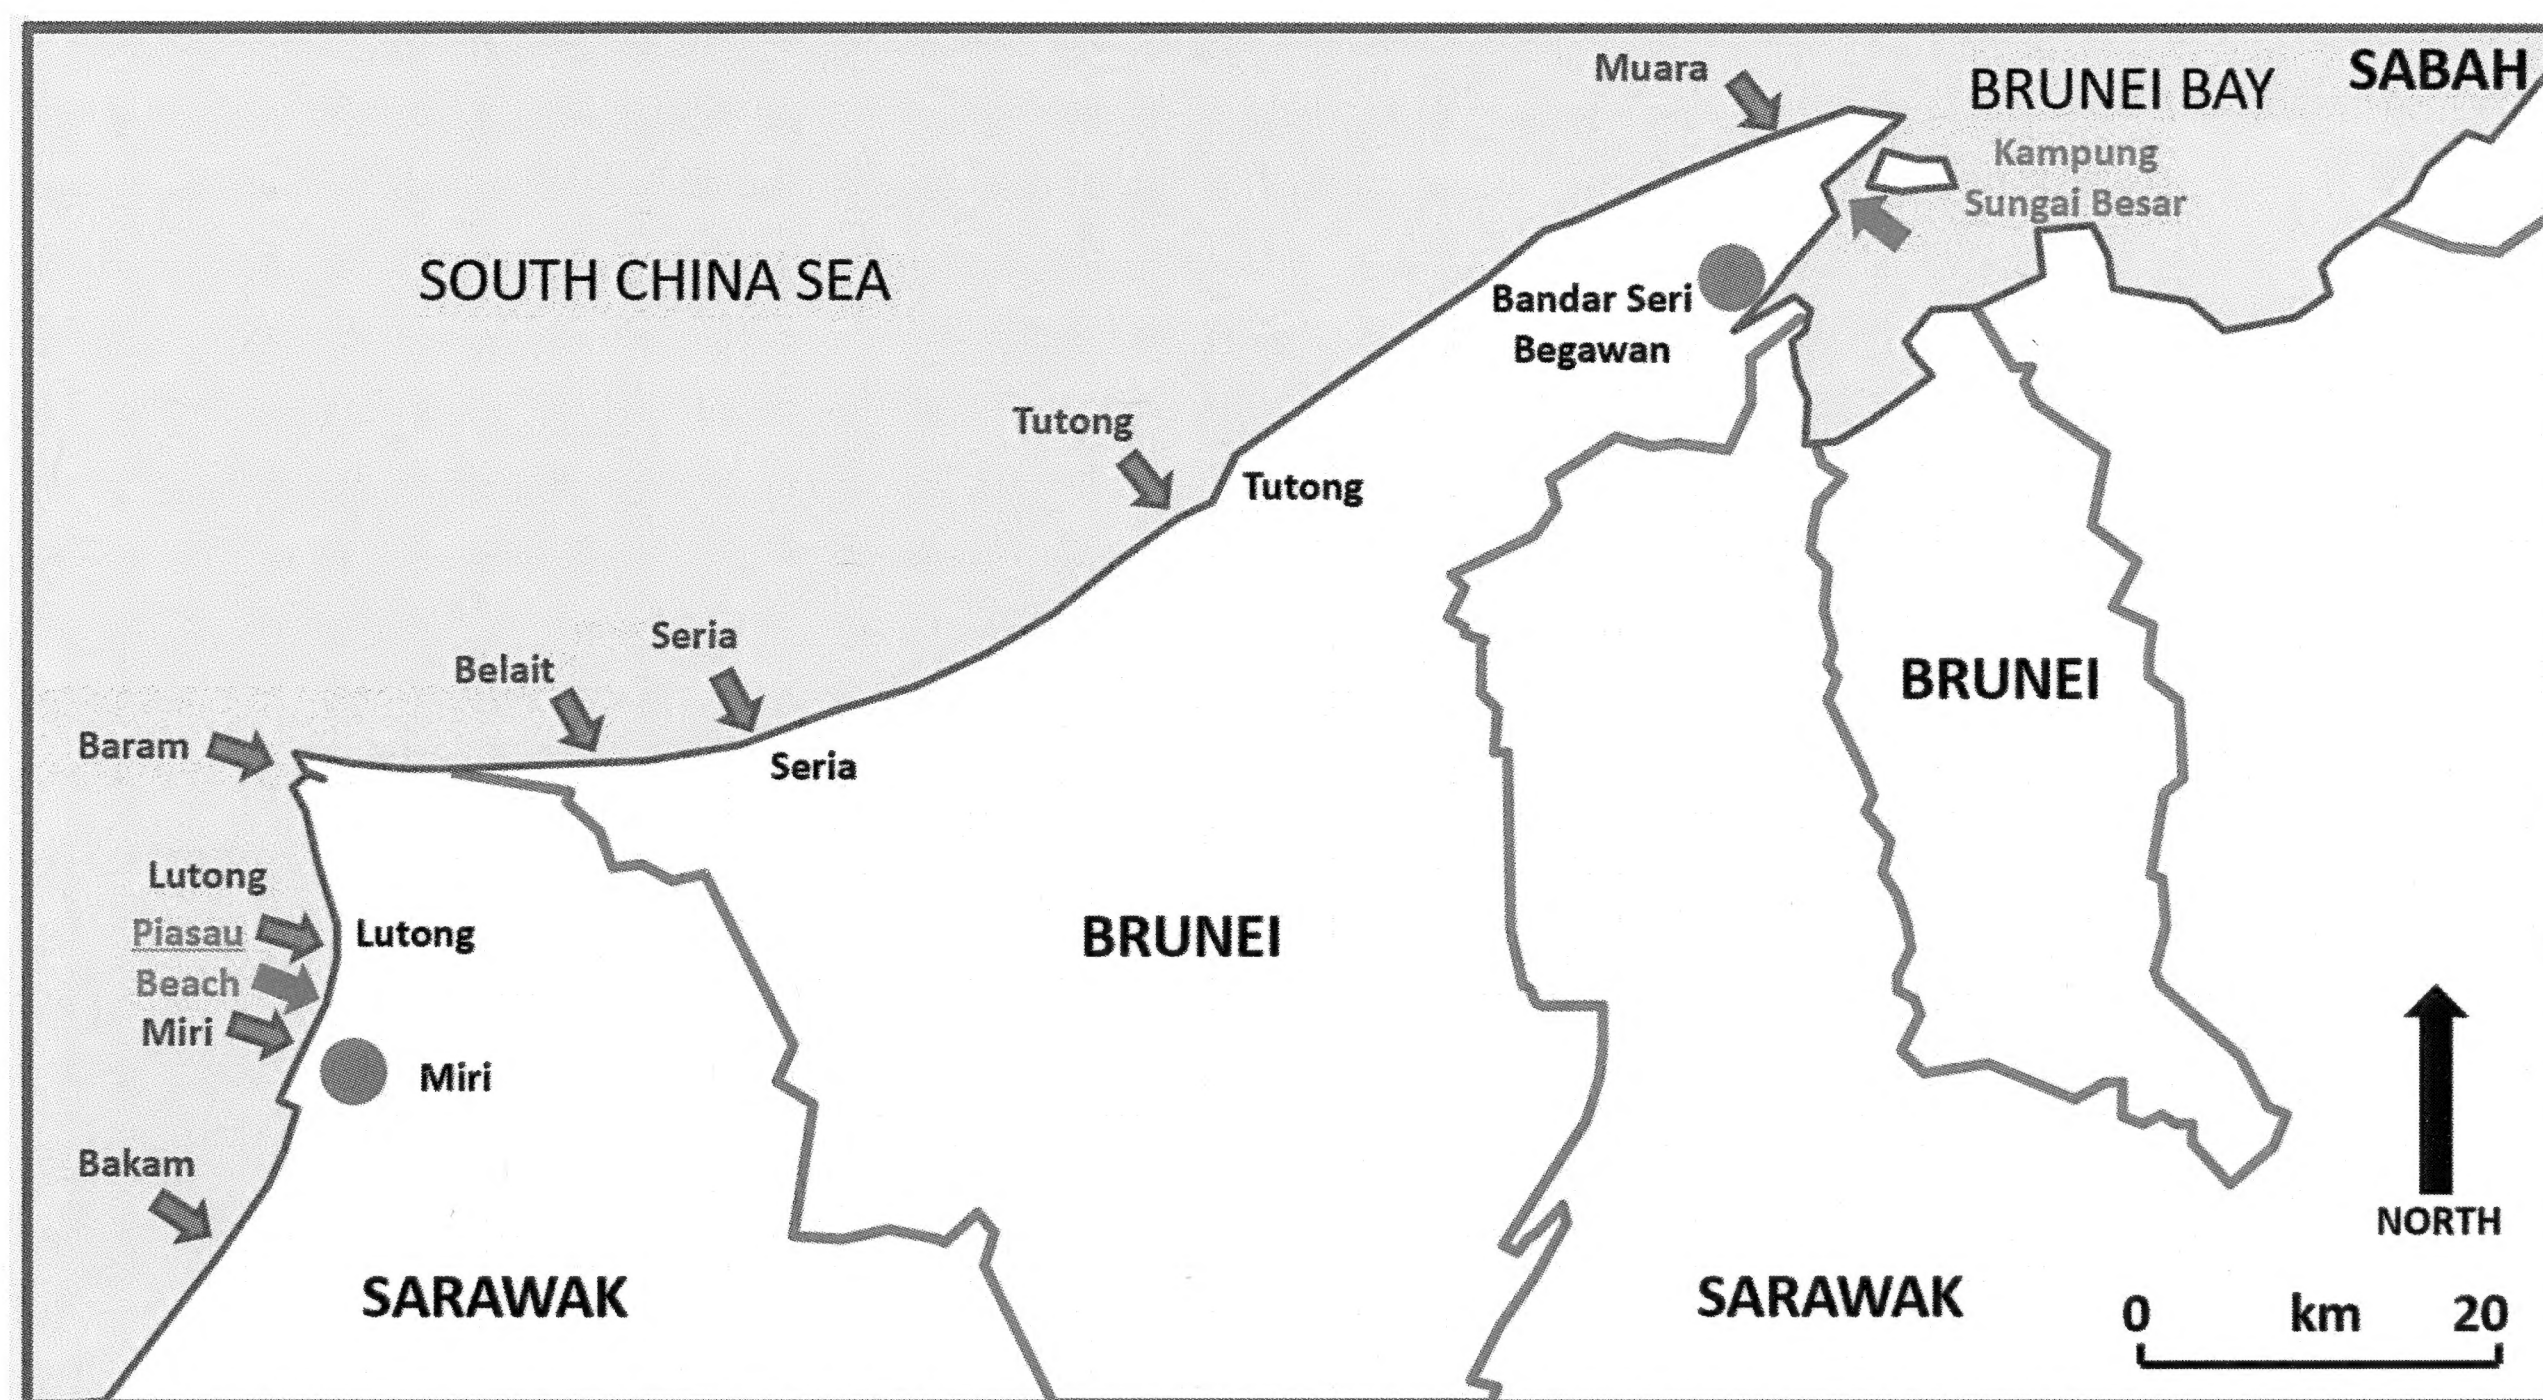 Muara
BRUNEI BAY
SABAH
Kampung
Sungai Besar
SOUTH CHINA SEA
Bandar Seri
Begawan
Tutong
Tutong
Seria
Belait
BRUNEI
Baram
Seria
Lutong
Piasau
Lutong
BRUNEI
Beach
Miri
Miri
Bakam
NORTH
SARAWAK
SARAWAK
0 km 20